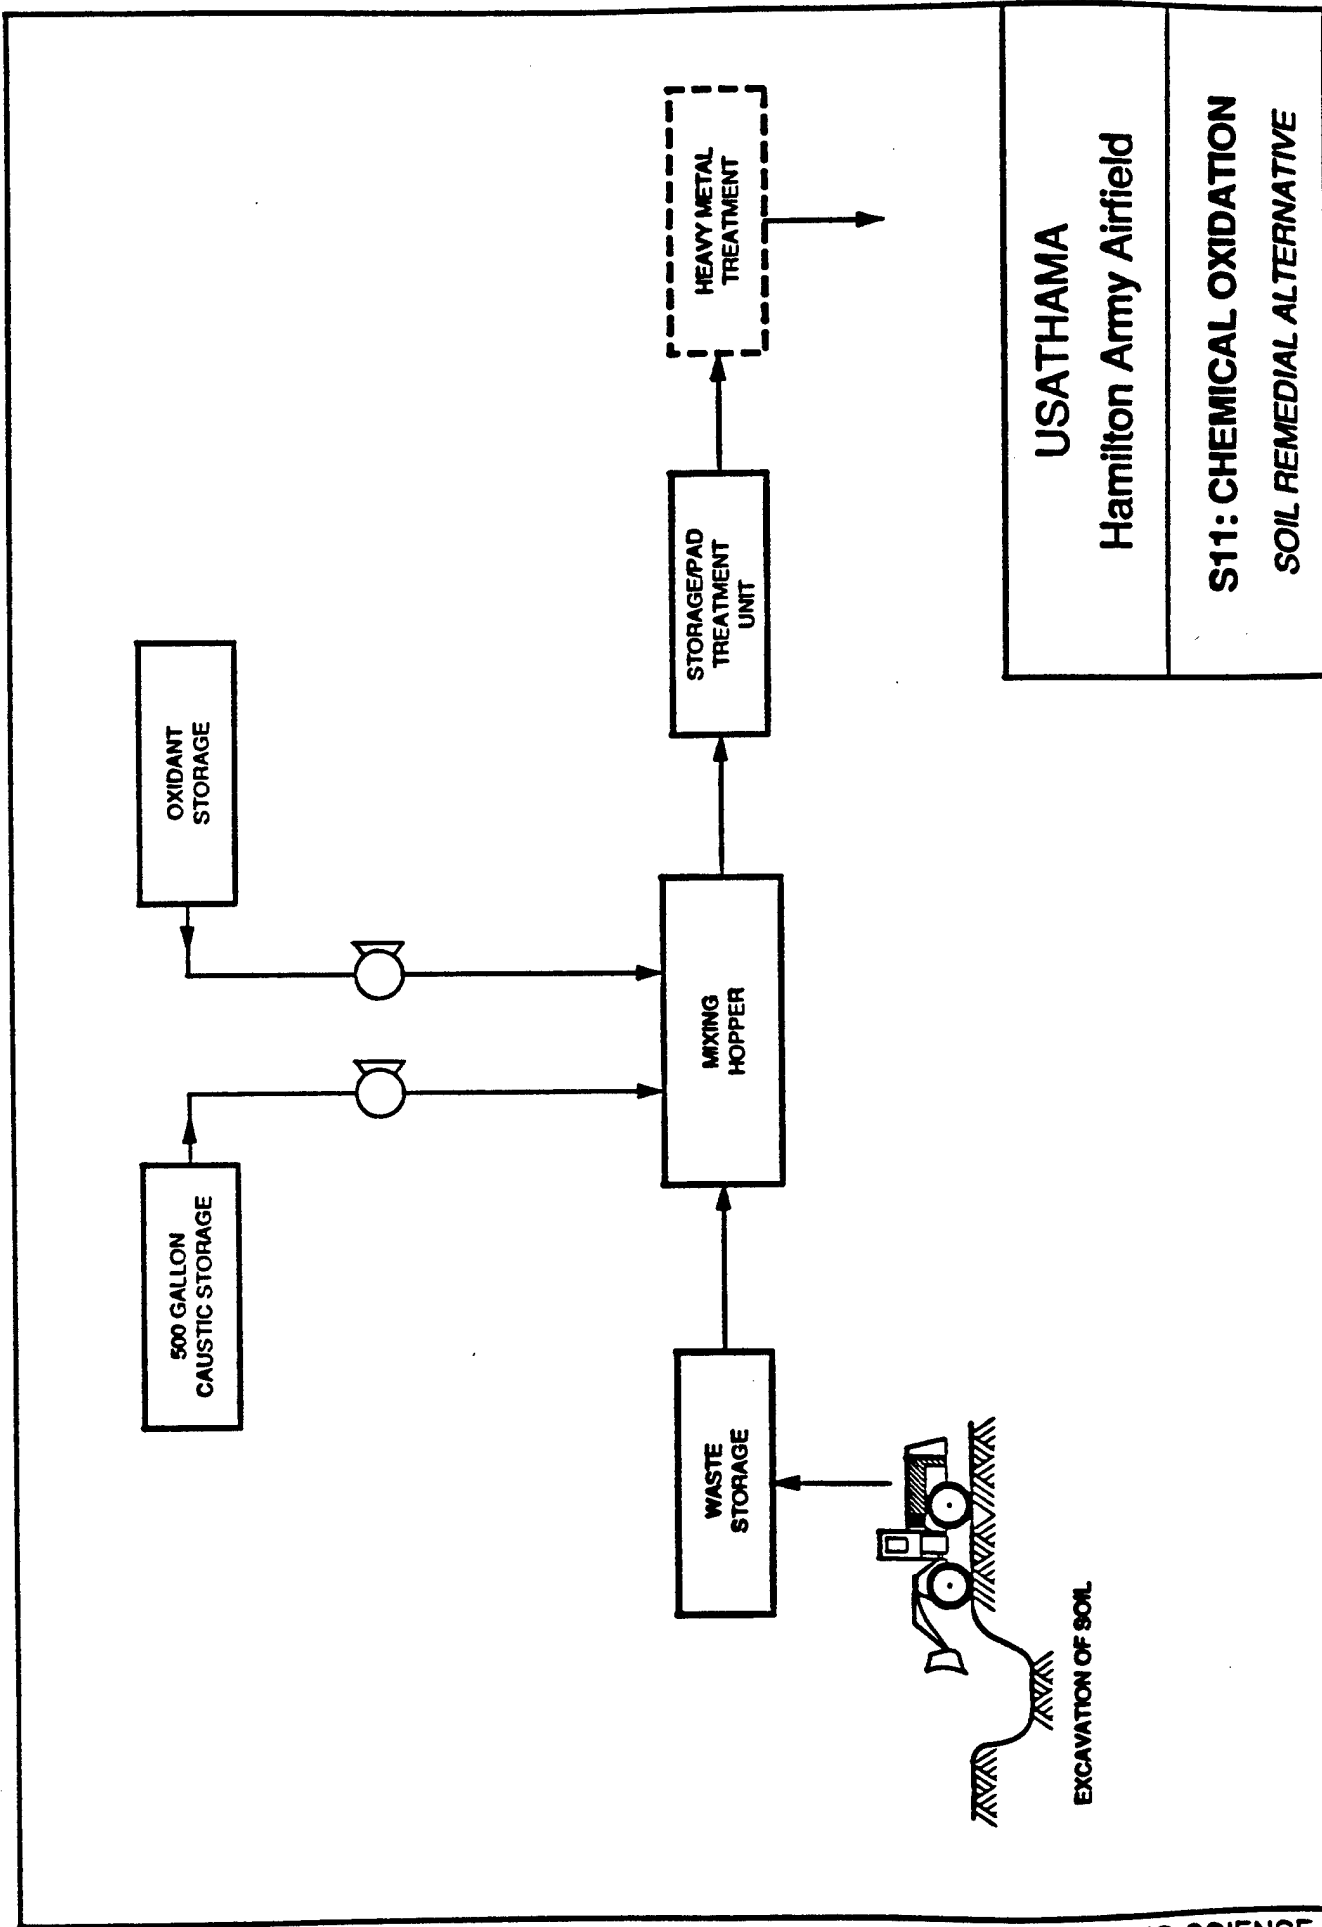 500 GALLON
CAUSTIC STORAGE
OXIDANT
STORAGE
WASTE
STORAGE
MIXING
HOPPER
STORAGE/PAD
TREATMENT
UNIT
HEAVY METAL
TREATMENT
EXCAVATION OF SOIL
USATHAMA
Hamilton Army Airfield
S11: CHEMICAL OXIDATION
SOIL REMEDIAL ALTERNATIVE